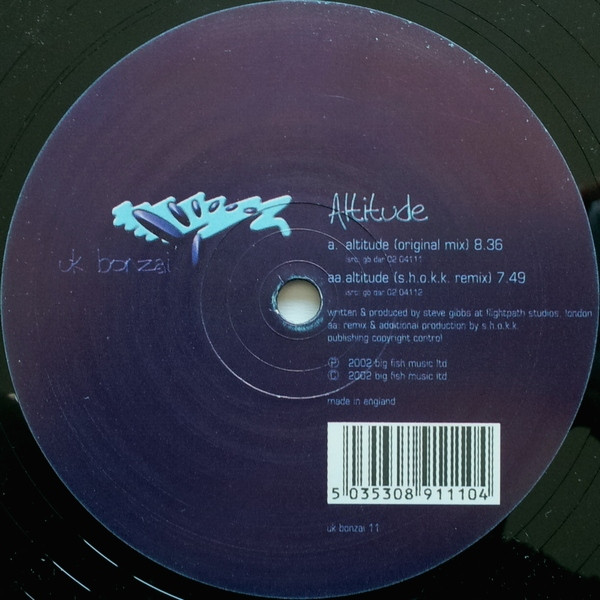 uk bonzai
Altitude
a. altitude (original mix) 8.36
isrc: gb dar 02 04111
aa. altitude (s.h.o.k.k. remix) 7.49
isrc: gb dar 02 04112
written & produced by steve gibbs at flightpath studios, london
aa: remix & additional production by s.h.o.k.k.
publishing copyright control
℗ 2002 big fish music ltd
© 2002 big fish music ltd
made in england
5 035308 911104
uk bonzai 11